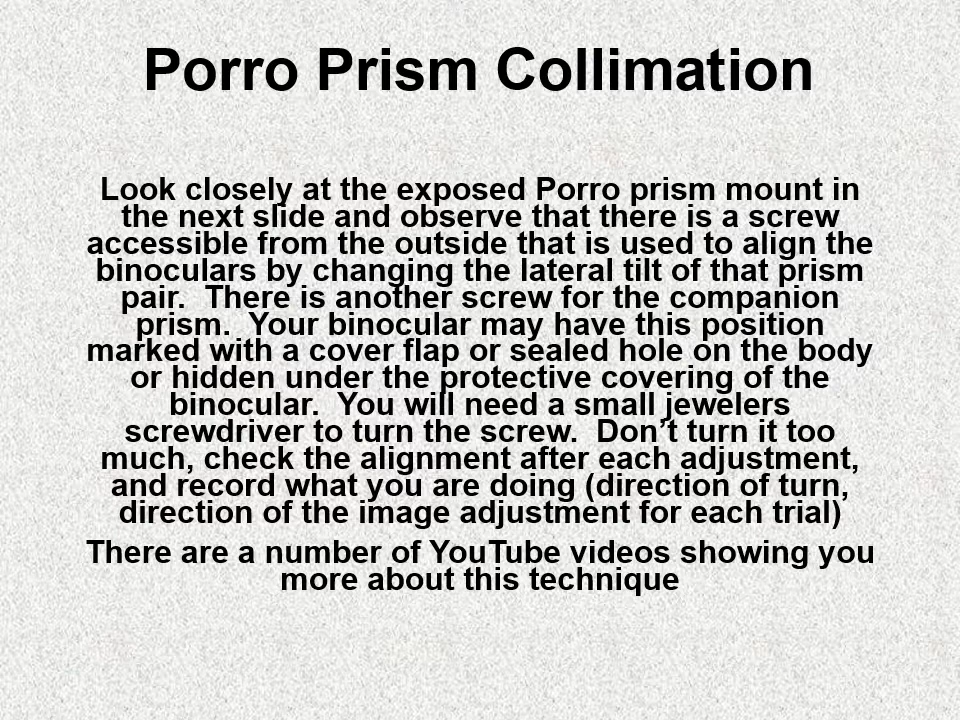 Porro Prism Collimation
Look closely at the exposed Porro prism mount in
the next slide and observe that there is a screw
accessible from the outside that is used to align the
binoculars by changing the lateral tilt of that prism
pair.  There is another screw for the companion
prism.  Your binocular may have this position
marked with a cover flap or sealed hole on the body
or hidden under the protective covering of the
binocular.  You will need a small jewelers
screwdriver to turn the screw.  Don’t turn it too
much, check the alignment after each adjustment,
and record what you are doing (direction of turn,
direction of the image adjustment for each trial)
There are a number of YouTube videos showing you
more about this technique